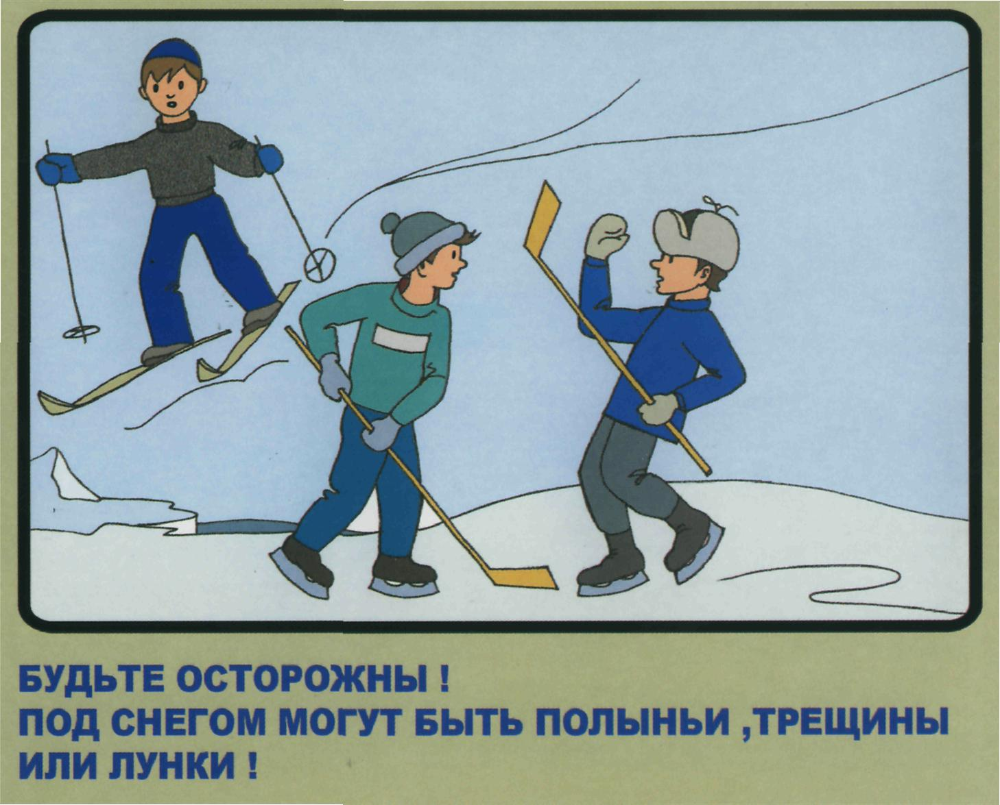 БУДЬТЕ ОСТОРОЖНЫ !
ПОД СНЕГОМ МОГУТ БЫТЬ ПОЛЫНЬИ ,ТРЕЩИНЫ
ИЛИ ЛУНКИ !